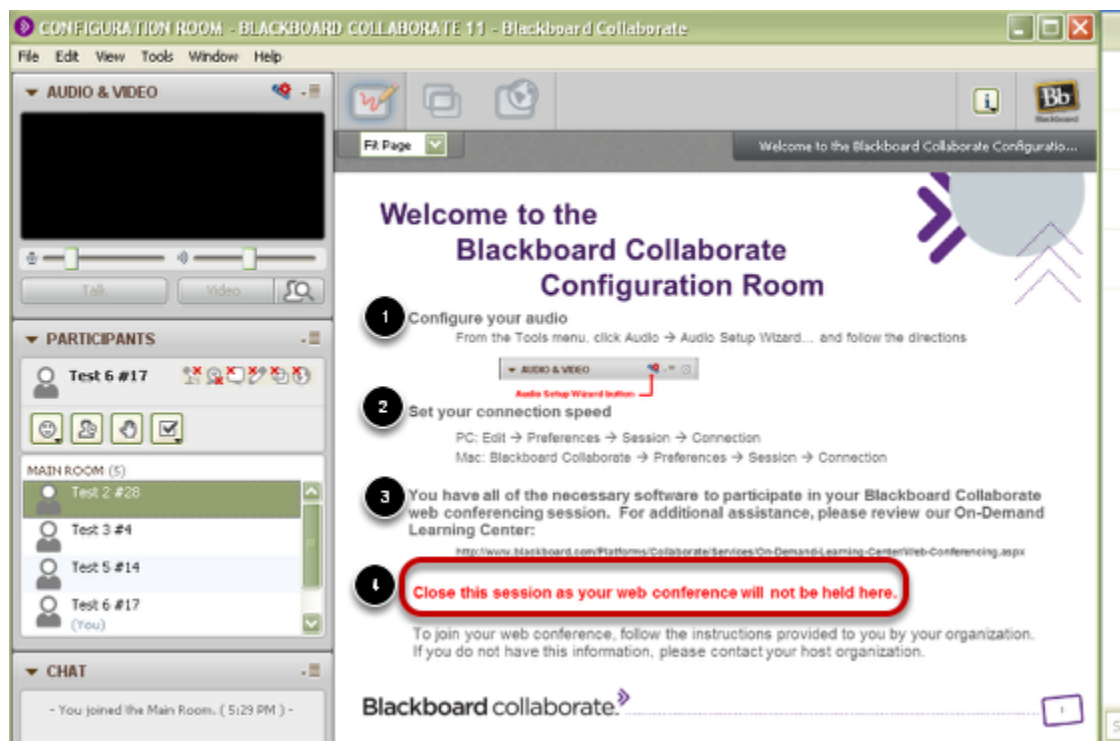 CONFIGURATION ROOM - BLACKBOARD COLLABORATE 11 - Blackboard Collaborate
File Edit View Tools Window Help
AUDIO & VIDEO
Talk
Video
PARTICIPANTS
Test 6 #17
MAIN ROOM (5)
Test 2 #28
Test 3 #4
Test 5 #14
Test 6 #17
(You)
CHAT
- You joined the Main Room. ( 5:29 PM ) -
Bb
Blackboard
Fit Page
Welcome to the Blackboard Collaborate Configuratio...
Welcome to the
Blackboard Collaborate
Configuration Room
1 Configure your audio
From the Tools menu, click Audio → Audio Setup Wizard... and follow the directions
AUDIO & VIDEO
Audio Setup Wizard button
2 Set your connection speed
PC: Edit → Preferences → Session → Connection
Mac: Blackboard Collaborate → Preferences → Session → Connection
3 You have all of the necessary software to participate in your Blackboard Collaborate
web conferencing session. For additional assistance, please review our On-Demand
Learning Center:
http://www.blackboard.com/Platforms/Collaborate/Services/On-Demand-Learning-Center/Web-Conferencing.aspx
4 Close this session as your web conference will not be held here.
To join your web conference, follow the instructions provided to you by your organization.
If you do not have this information, please contact your host organization.
Blackboard collaborate